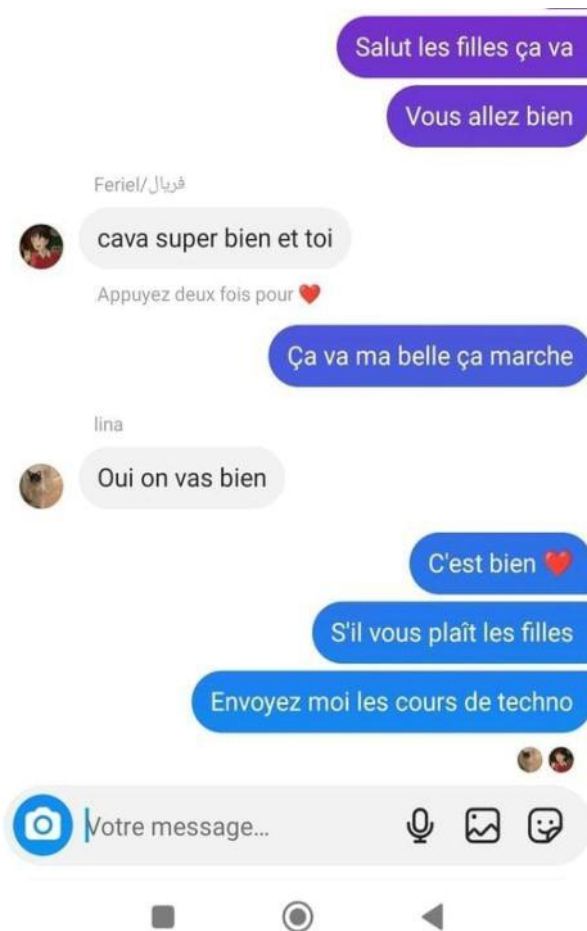 Salut les filles ça va
Vous allez bien
Feriel/فريال
cava super bien et toi
Appuyez deux fois pour ❤️
Ça va ma belle ça marche
lina
Oui on vas bien
C'est bien ❤️
S'il vous plaît les filles
Envoyez moi les cours de techno
Votre message...